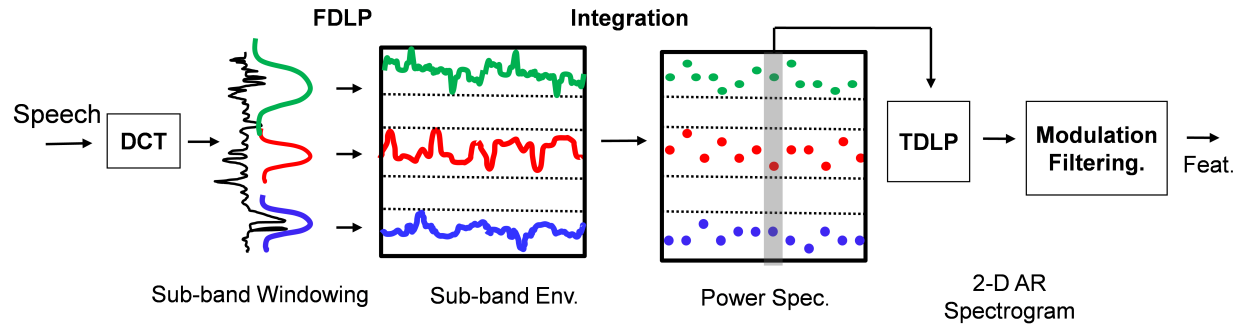 FDLP
Integration
Speech
DCT
TDLP
Modulation
Filtering.
Feat.
Sub-band Windowing
Sub-band Env.
Power Spec.
2-D AR
Spectrogram